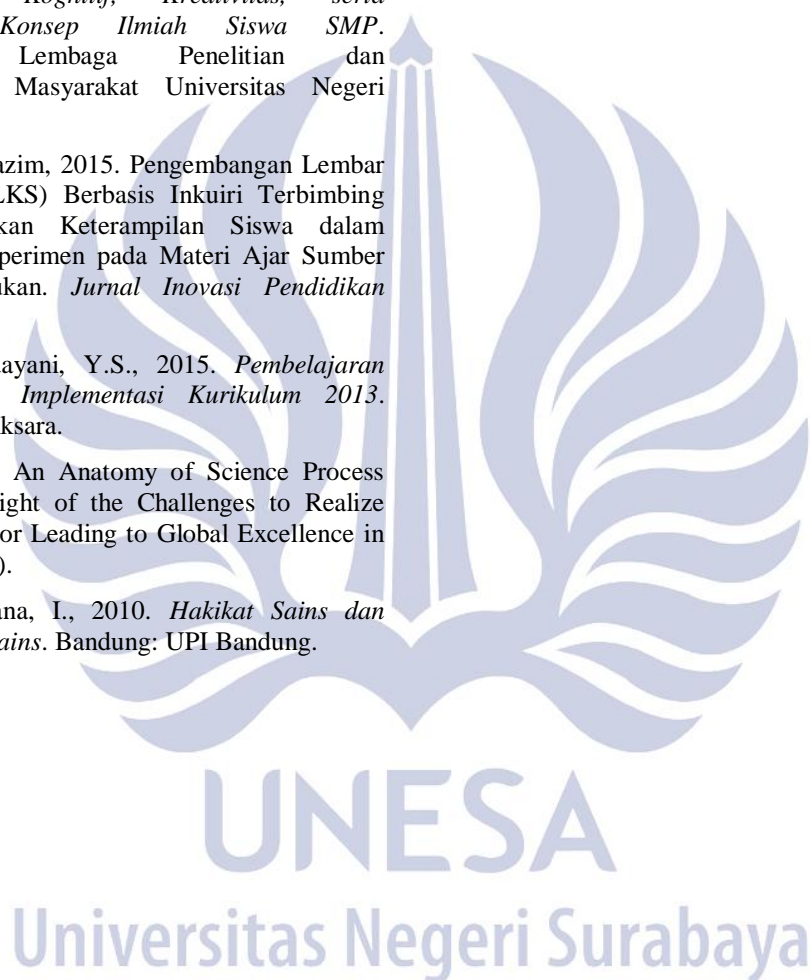 Kognitif, Kreativitas, serta
Konsep Ilmiah Siswa SMP.
Lembaga Penelitian dan
Masyarakat Universitas Negeri
azim, 2015. Pengembangan Lembar
LKS) Berbasis Inkuiri Terbimbing
kan Keterampilan Siswa dalam
perimen pada Materi Ajar Sumber
ukan. Jurnal Inovasi Pendidikan
ayani, Y.S., 2015. Pembelajaran
Implementasi Kurikulum 2013.
ksara.
An Anatomy of Science Process
ight of the Challenges to Realize
or Leading to Global Excellence in
).
ana, I., 2010. Hakikat Sains dan
ains. Bandung: UPI Bandung.
UNESA
Universitas Negeri Surabaya